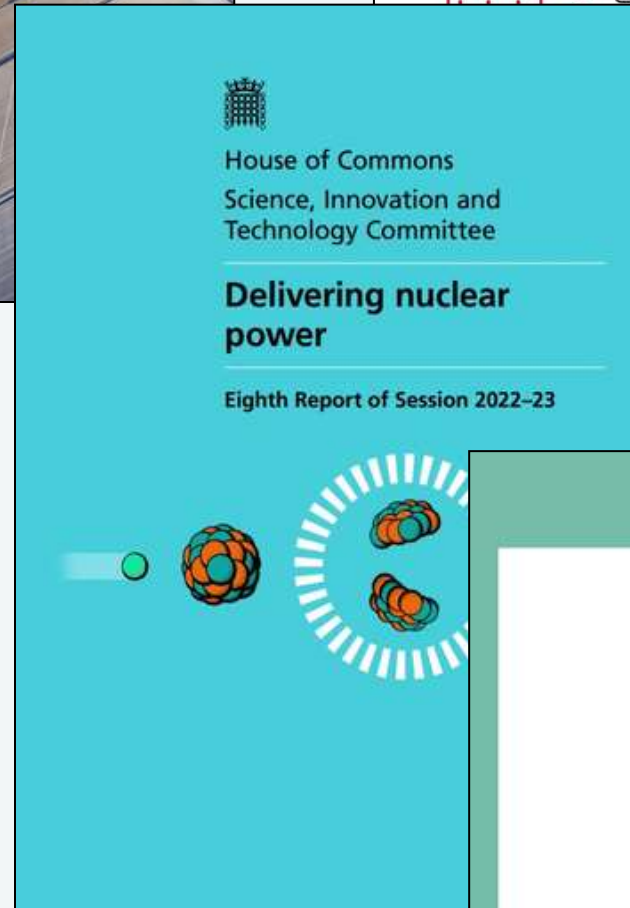 House of Commons
Science, Innovation and
Technology Committee
Delivering nuclear
power
Eighth Report of Session 2022–23